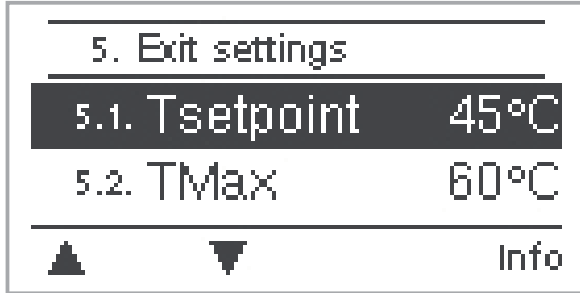 5. Exit settings
5.1. Tsetpoint 45°C
5.2. TMax 60°C
▲ ▼ Info